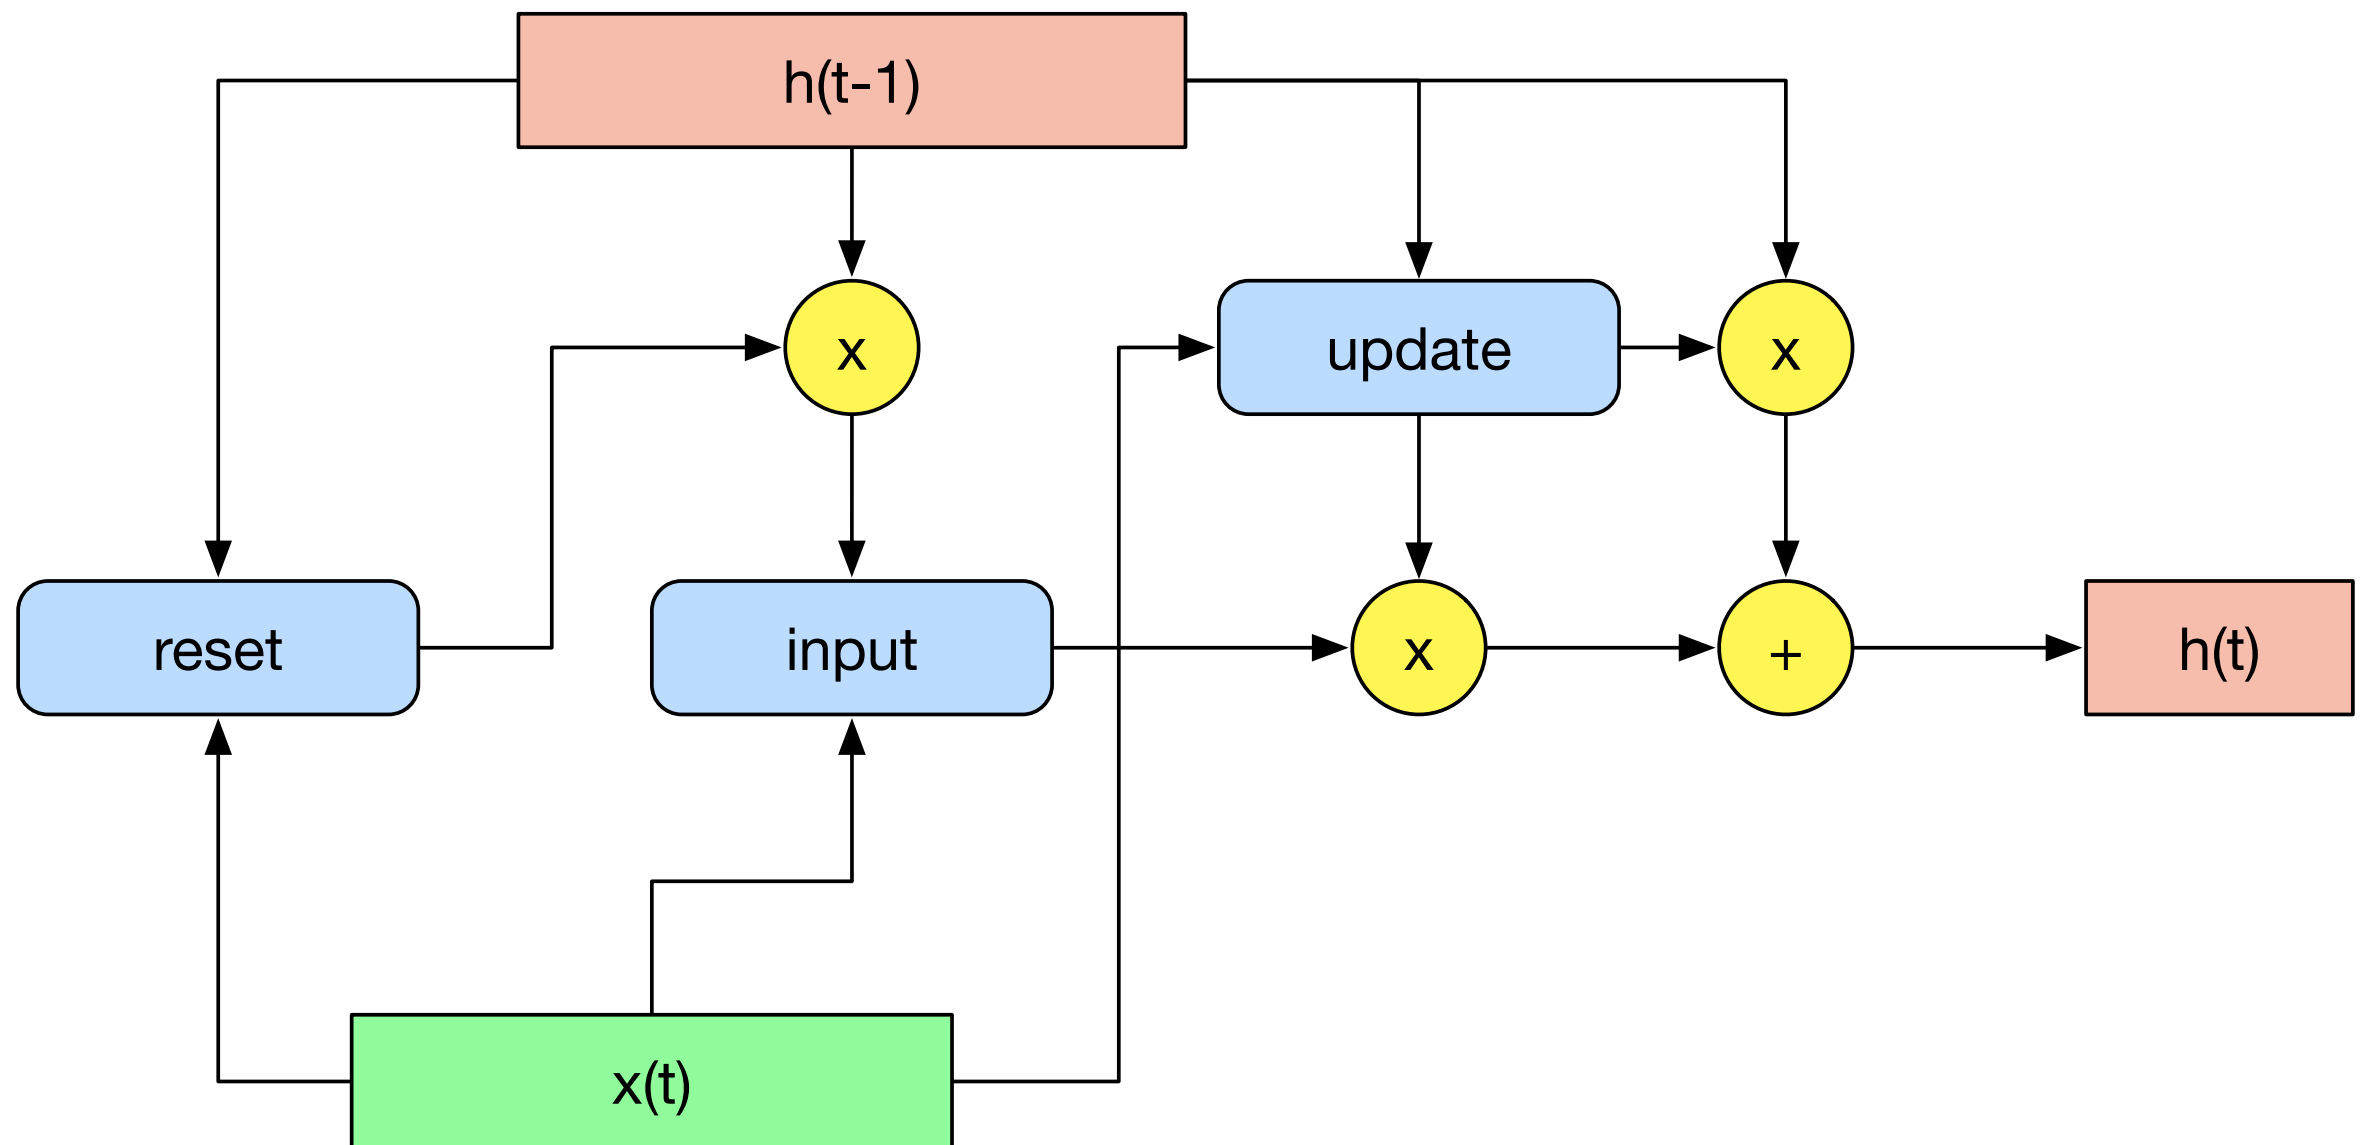 h(t-1)
x
update
x
reset
input
x
+
h(t)
x(t)